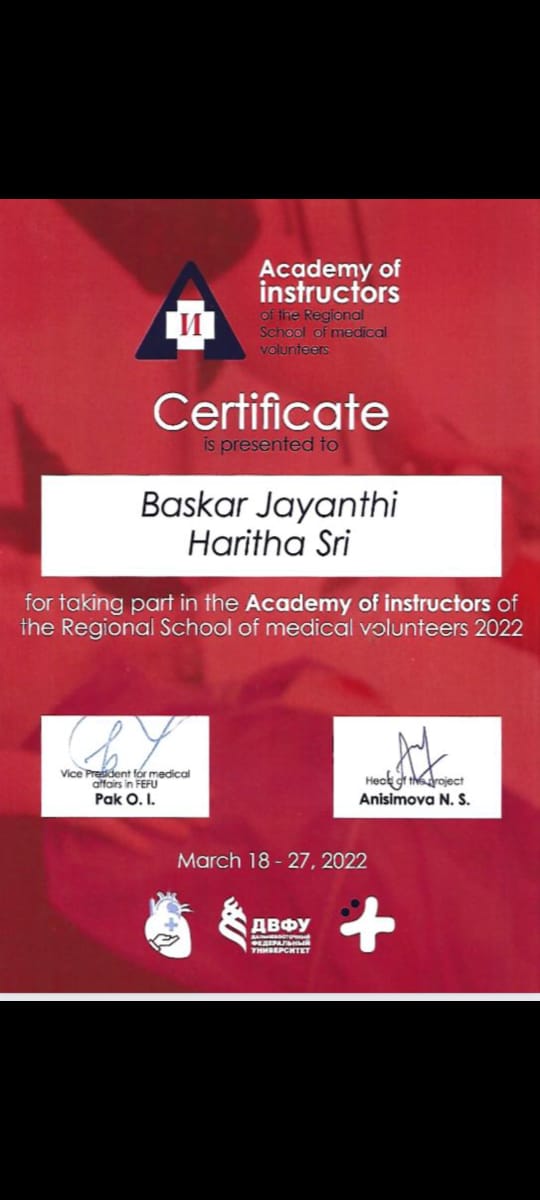 И
Academy of
instructors
of the Regional
School of medical
volunteers
Certificate
is presented to
Baskar Jayanthi
Haritha Sri
for taking part in the Academy of instructors of
the Regional School of medical volunteers 2022
Vice President for medical
affairs in FEFU
Pak O. I.
Head of the project
Anisimova N. S.
March 18 - 27, 2022
ДВФУ
ДАЛЬНЕВОСТОЧНЫЙ
ФЕДЕРАЛЬНЫЙ
УНИВЕРСИТЕТ